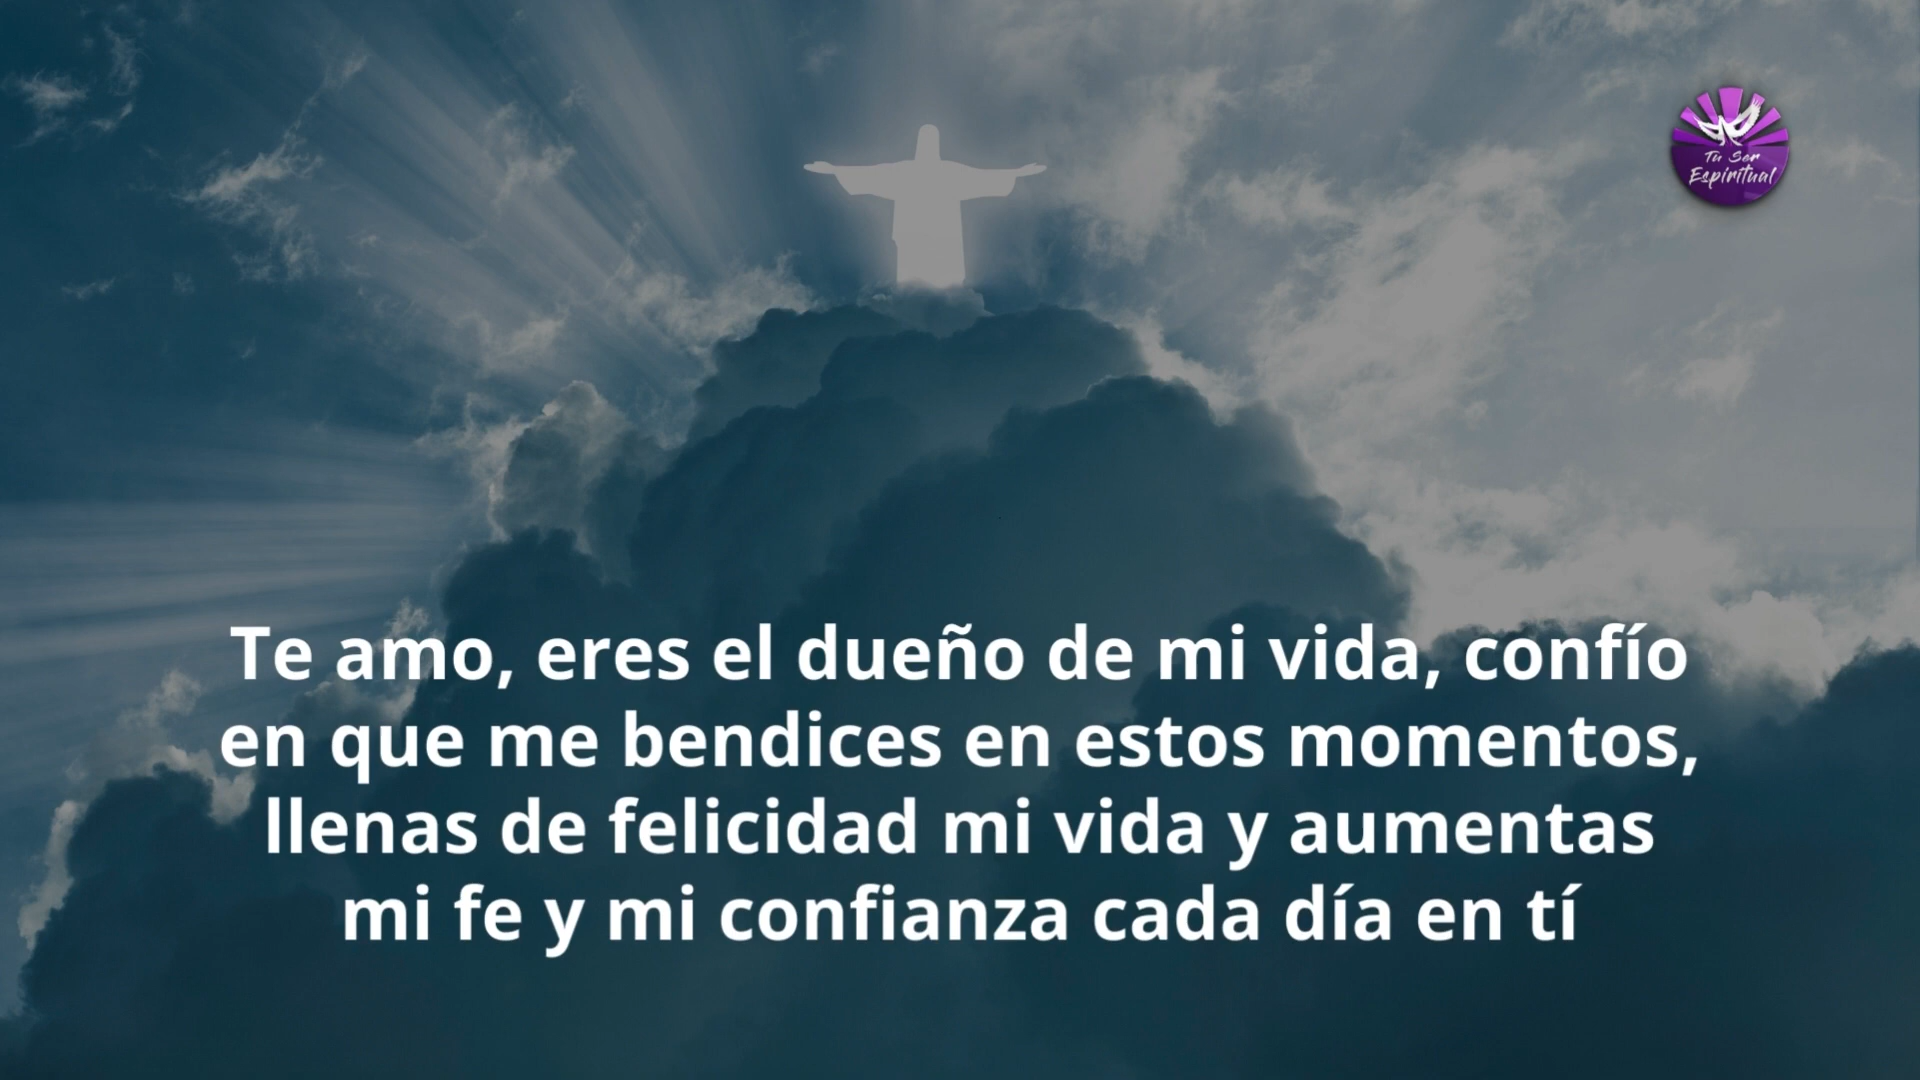 Tu Ser
Espiritual
Te amo, eres el dueño de mi vida, confío
en que me bendices en estos momentos,
llenas de felicidad mi vida y aumentas
mi fe y mi confianza cada día en tí